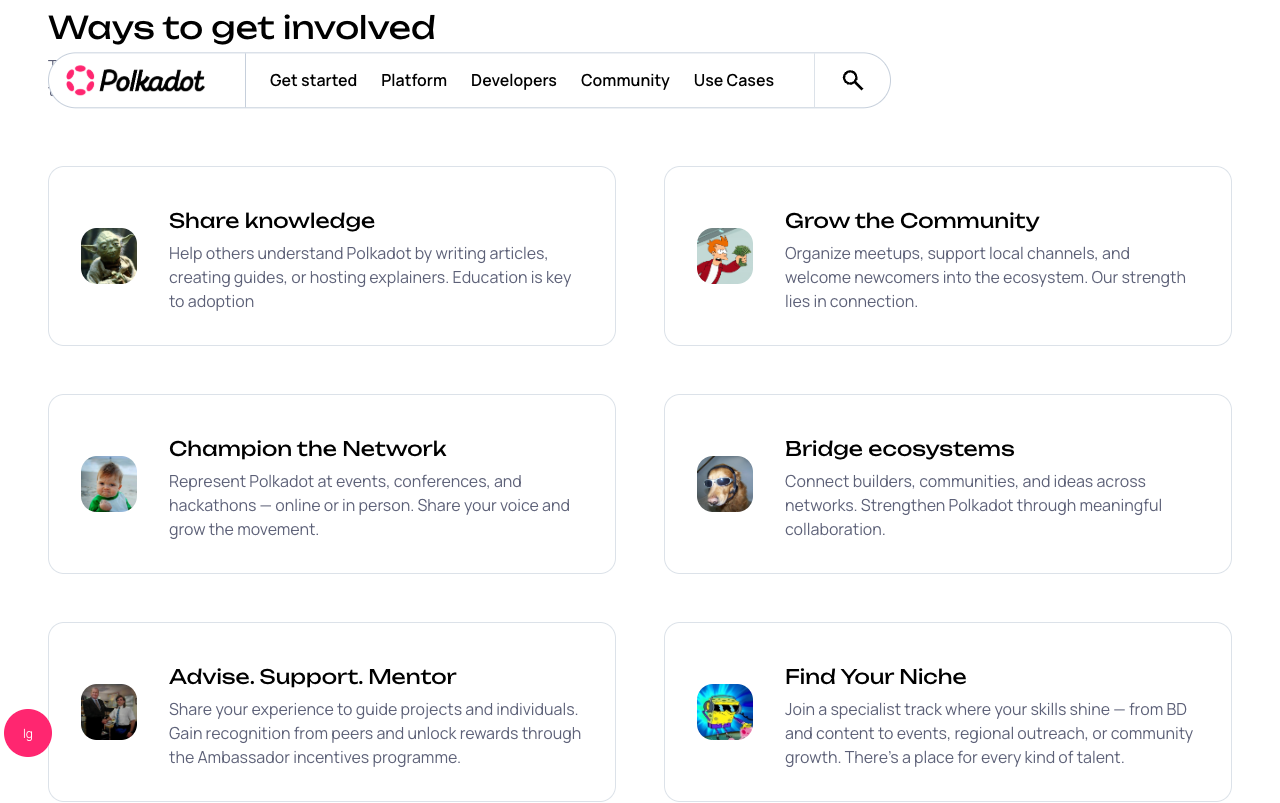 Ways to get involved
Polkadot
Get started
Platform
Developers
Community
Use Cases
Share knowledge
Help others understand Polkadot by writing articles,
creating guides, or hosting explainers. Education is key
to adoption
Grow the Community
Organize meetups, support local channels, and
welcome newcomers into the ecosystem. Our strength
lies in connection.
Champion the Network
Represent Polkadot at events, conferences, and
hackathons — online or in person. Share your voice and
grow the movement.
Bridge ecosystems
Connect builders, communities, and ideas across
networks. Strengthen Polkadot through meaningful
collaboration.
Advise. Support. Mentor
Share your experience to guide projects and individuals.
Gain recognition from peers and unlock rewards through
the Ambassador incentives programme.
Find Your Niche
Join a specialist track where your skills shine — from BD
and content to events, regional outreach, or community
growth. There's a place for every kind of talent.
lg